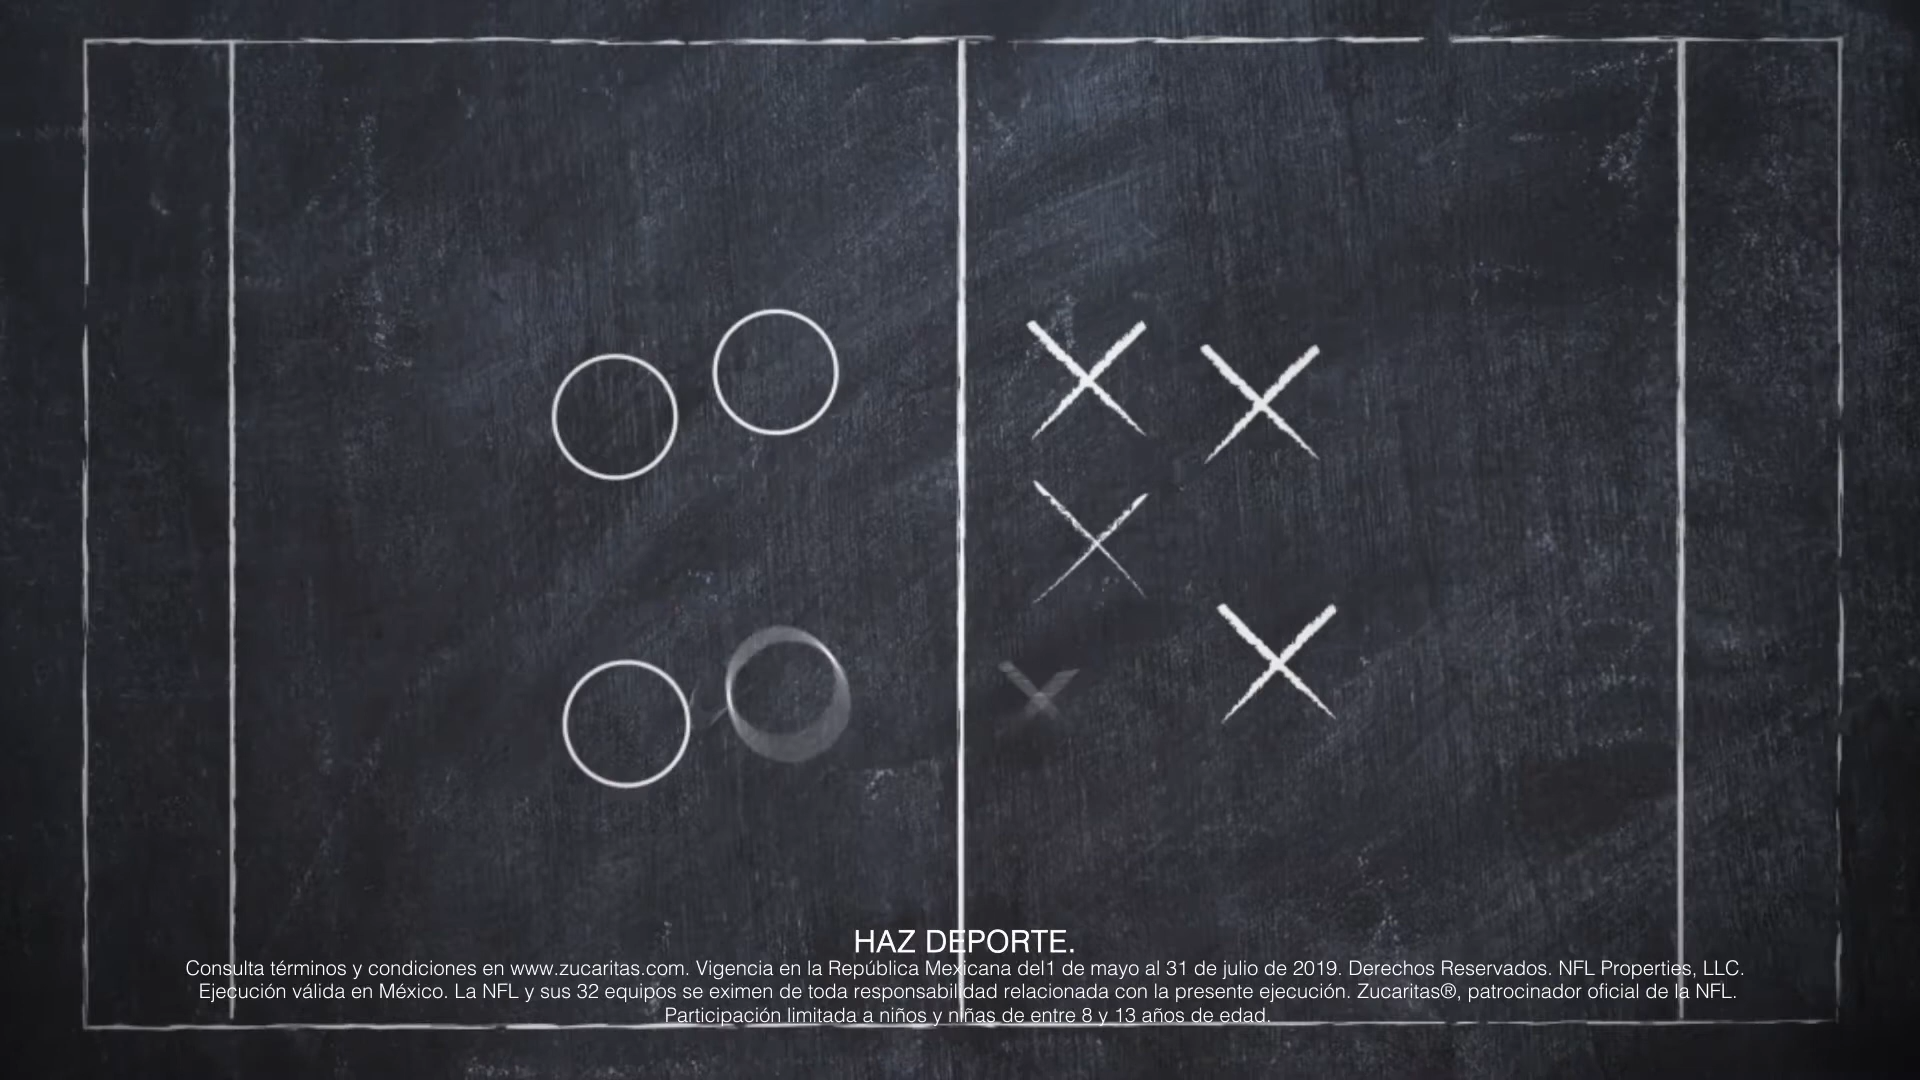 HAZ DEPORTE.
Consulta términos y condiciones en www.zucaritas.com. Vigencia en la República Mexicana del1 de mayo al 31 de julio de 2019. Derechos Reservados. NFL Properties, LLC.
Ejecución válida en México. La NFL y sus 32 equipos se eximen de toda responsabilidad relacionada con la presente ejecución. Zucaritas®, patrocinador oficial de la NFL.
Participación limitada a niños y niñas de entre 8 y 13 años de edad.